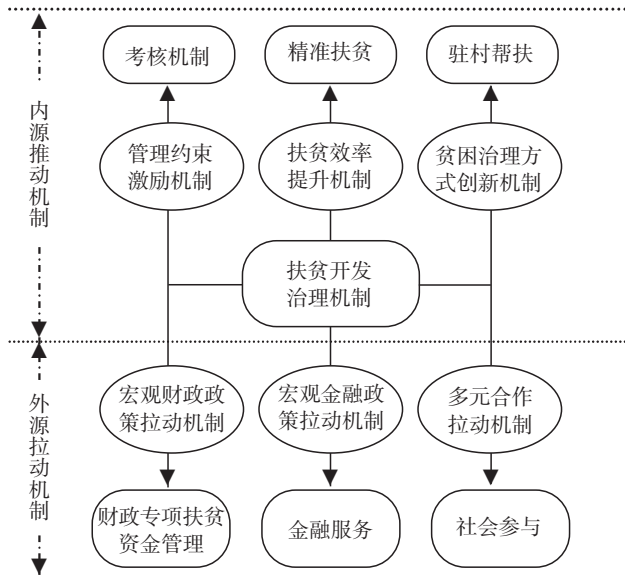 考核机制
精准扶贫
驻村帮扶
内源推动机制
管理约束
激励机制
扶贫效率
提升机制
贫困治理方
式创新机制
扶贫开发
治理机制
外源拉动机制
宏观财政政
策拉动机制
宏观金融政
策拉动机制
多元合作
拉动机制
财政专项扶贫
资金管理
金融服务
社会参与